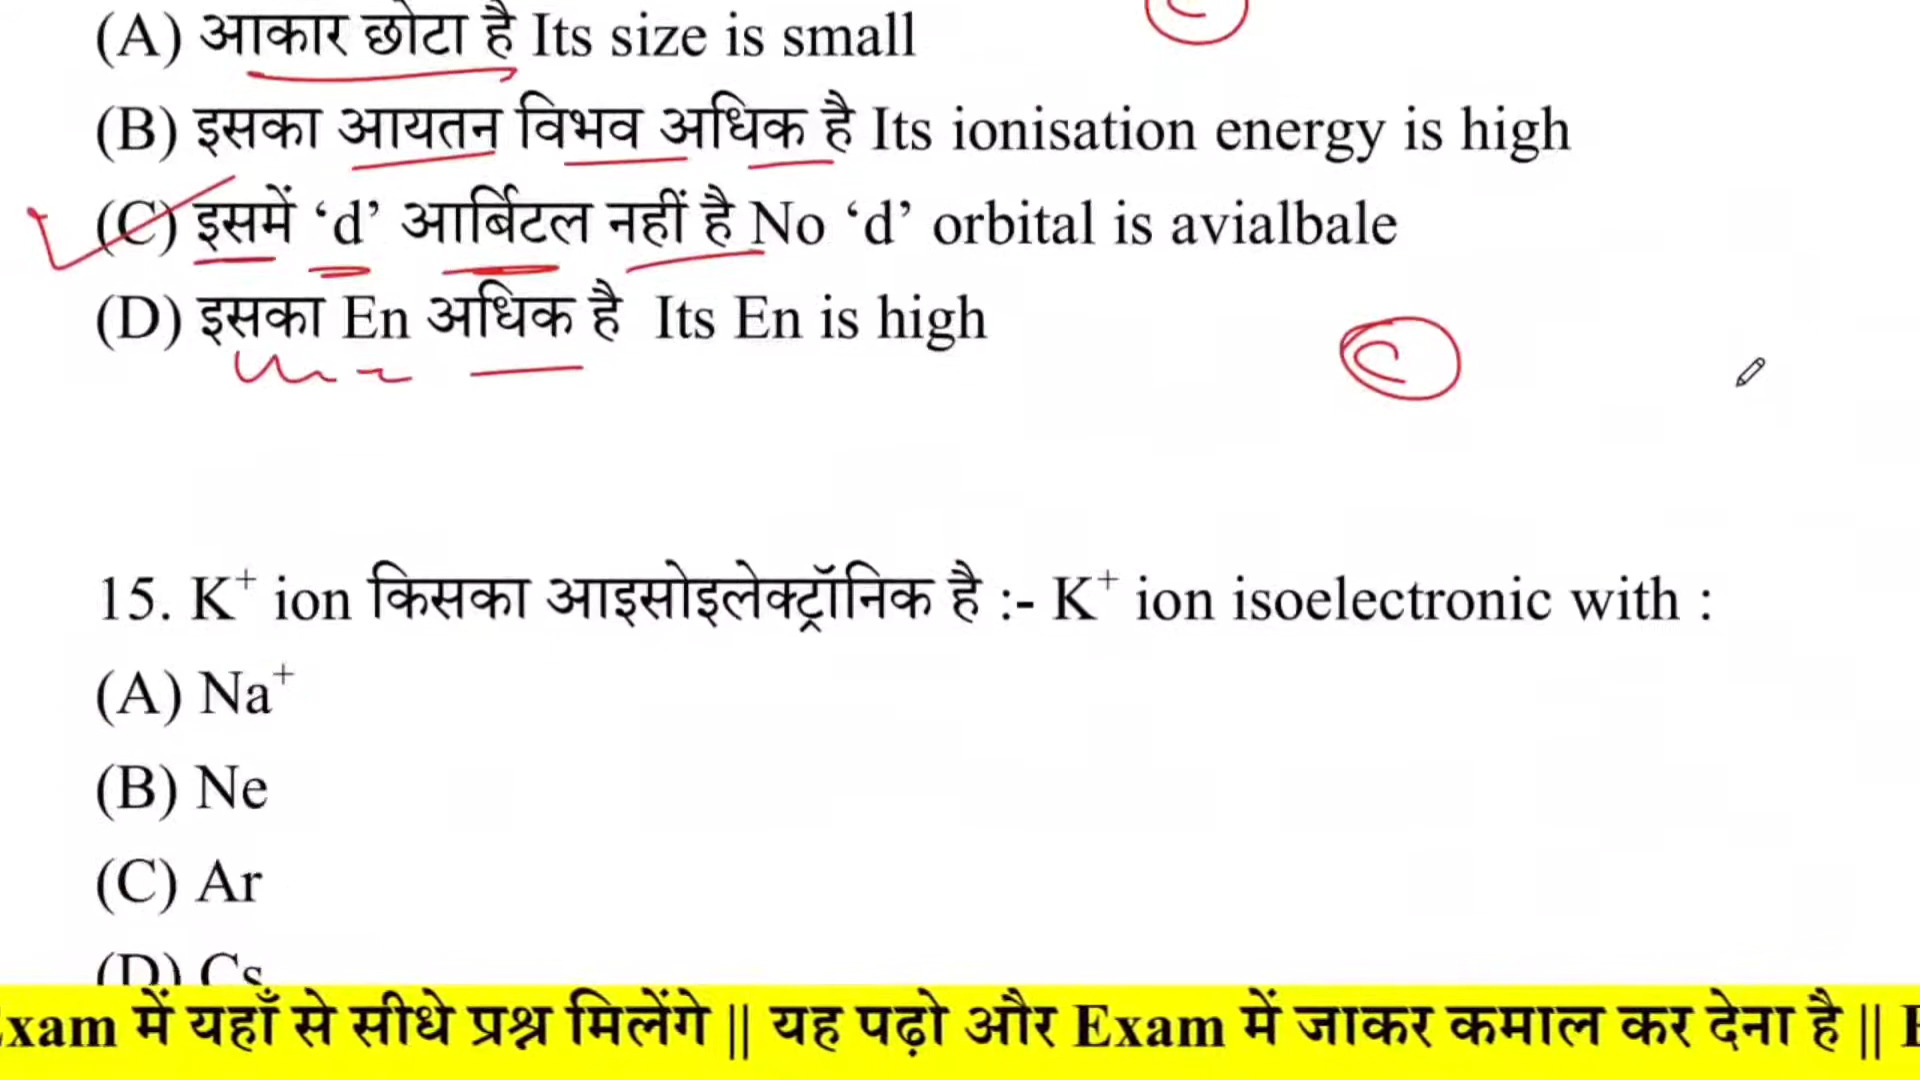 (A) आकार छोटा है Its size is small
(B) इसका आयतन विभव अधिक है Its ionisation energy is high
(C) इसमें ‘d’ आर्बिटल नहीं है No ‘d’ orbital is avialbale
(D) इसका En अधिक है Its En is high
C
15. K⁺ ion किसका आइसोइलेक्ट्रॉनिक है :- K⁺ ion isoelectronic with :
(A) Na⁺
(B) Ne
(C) Ar
(D) Cs
xam में यहाँ से सीधे प्रश्न मिलेंगे || यह पढ़ो और Exam में जाकर कमाल कर देना है ||